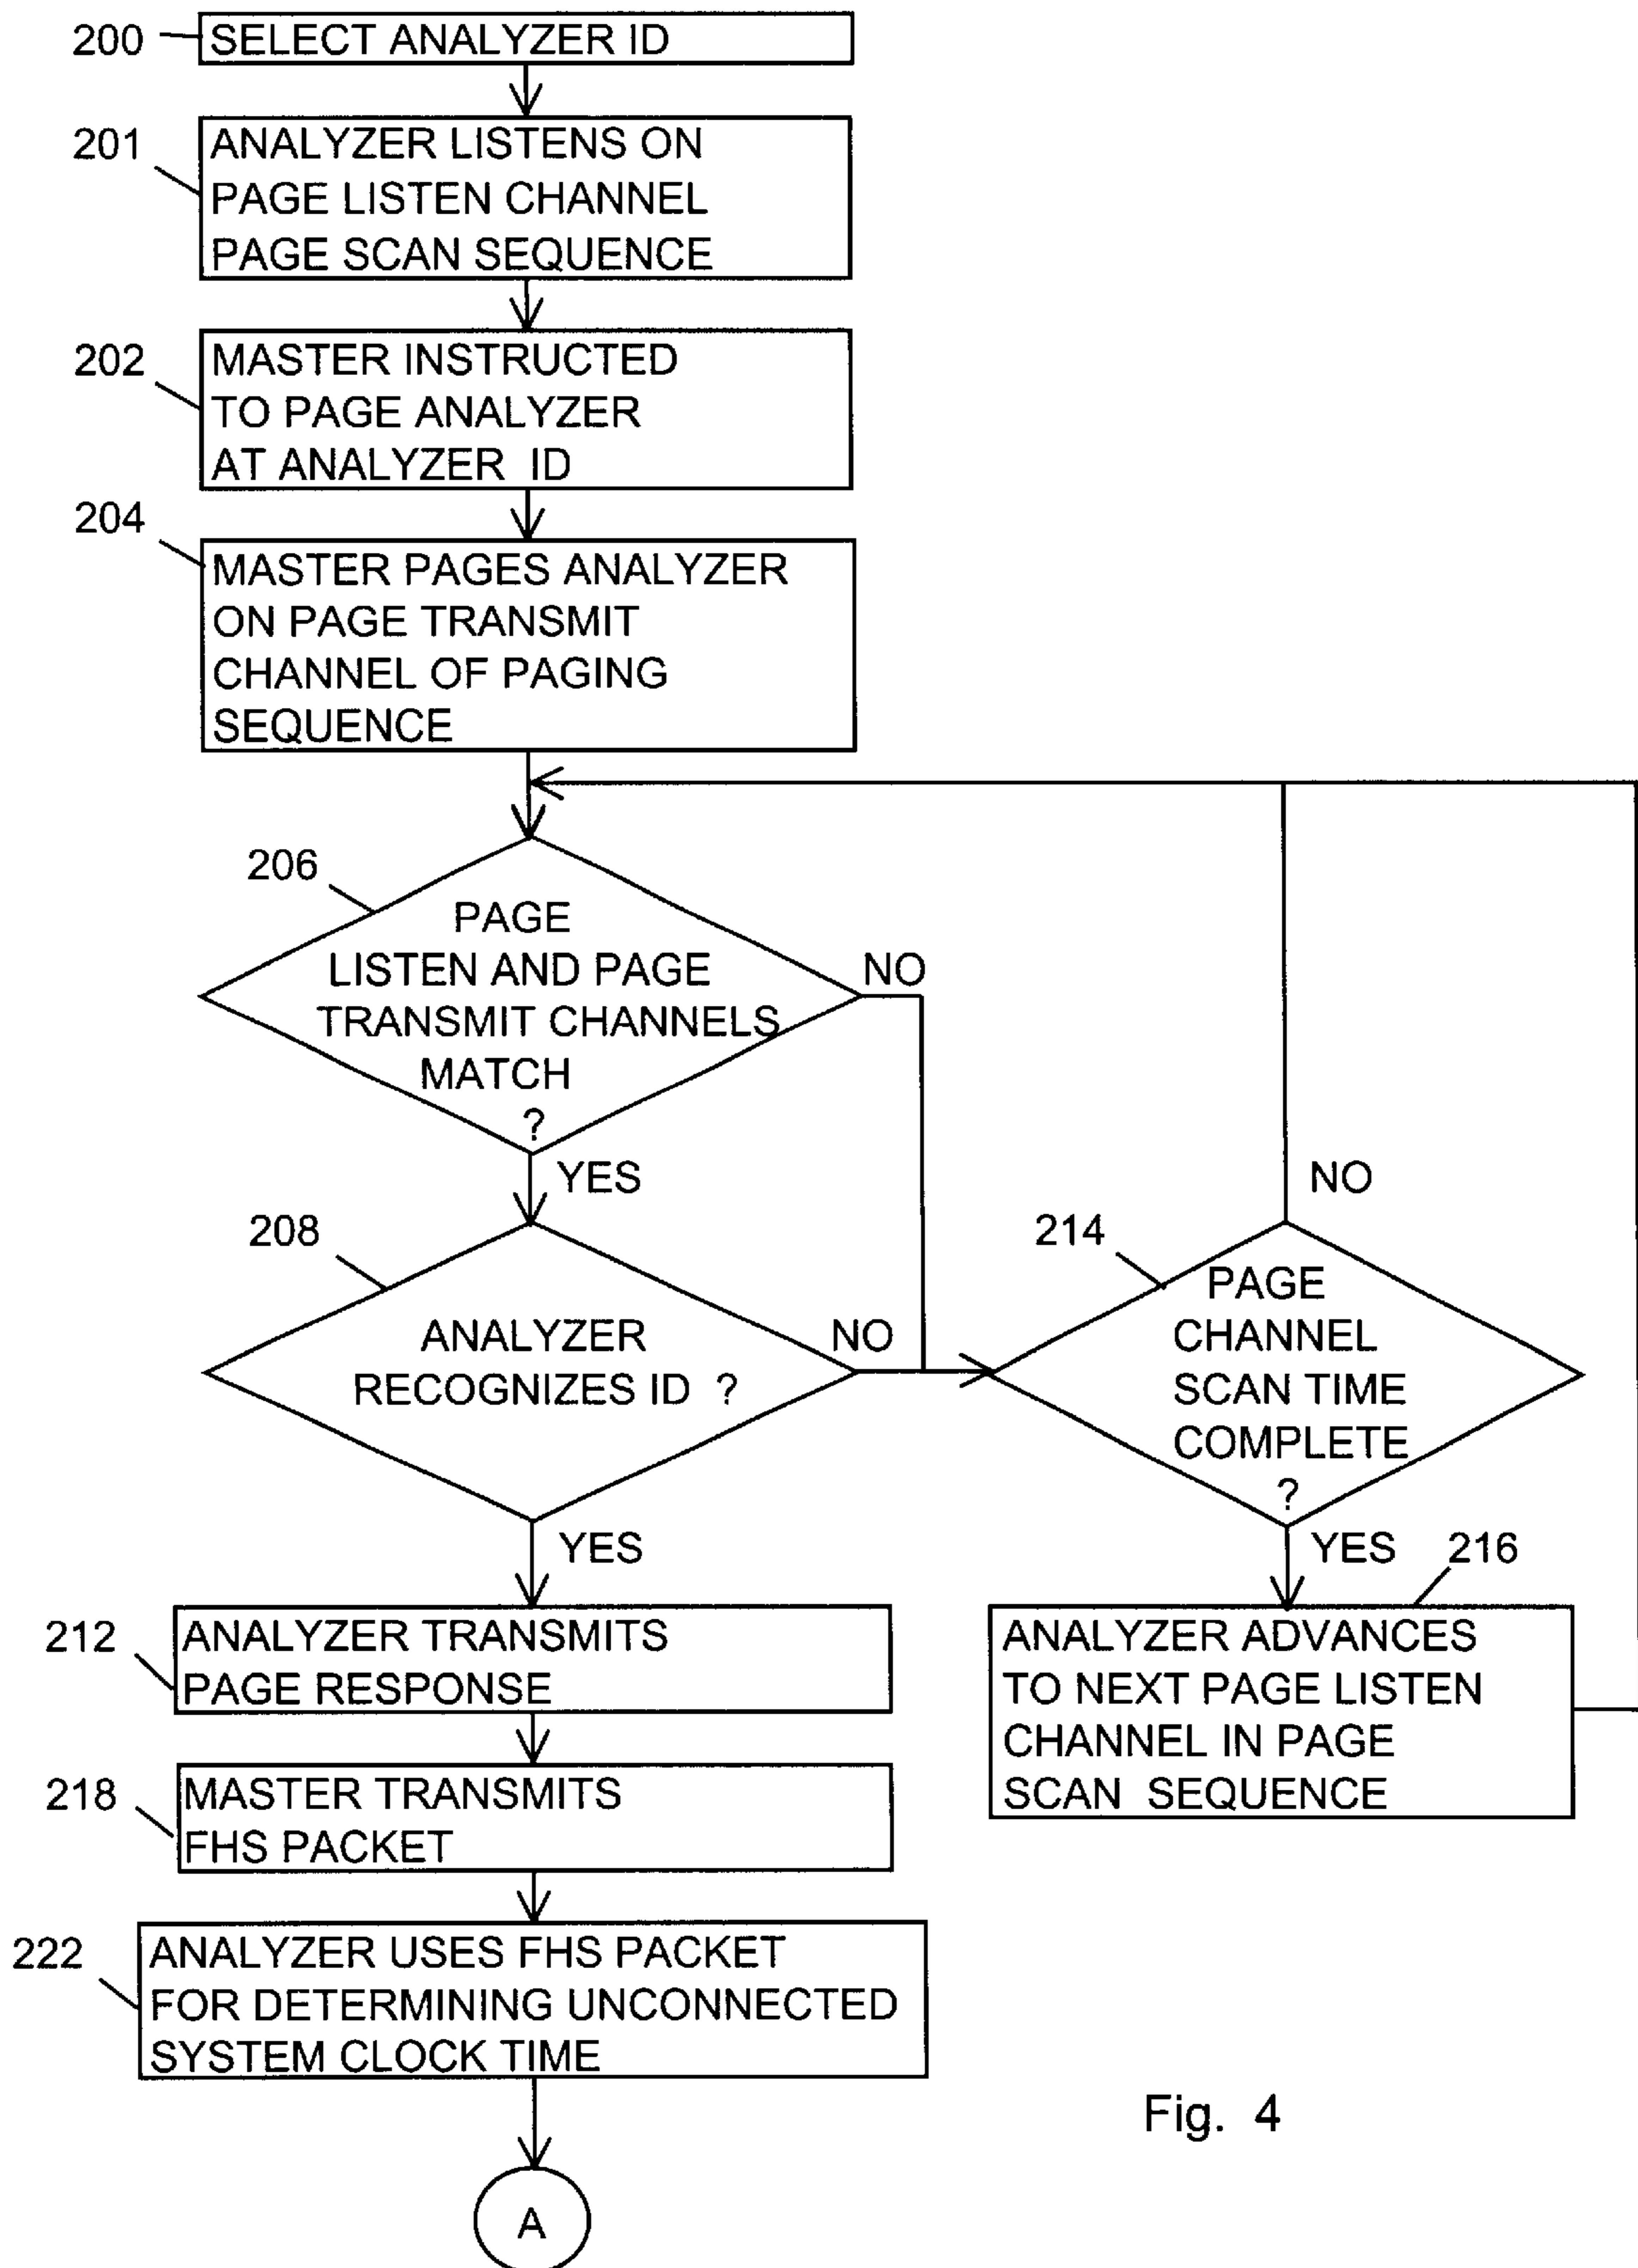 200
SELECT ANALYZER ID
201
ANALYZER LISTENS ON
PAGE LISTEN CHANNEL
PAGE SCAN SEQUENCE
202
MASTER INSTRUCTED
TO PAGE ANALYZER
AT ANALYZER ID
204
MASTER PAGES ANALYZER
ON PAGE TRANSMIT
CHANNEL OF PAGING
SEQUENCE
206
PAGE
LISTEN AND PAGE
TRANSMIT CHANNELS
MATCH
?
NO
YES
208
ANALYZER
RECOGNIZES ID ?
NO
YES
214
NO
PAGE
CHANNEL
SCAN TIME
COMPLETE
?
YES
212
ANALYZER TRANSMITS
PAGE RESPONSE
216
ANALYZER ADVANCES
TO NEXT PAGE LISTEN
CHANNEL IN PAGE
SCAN SEQUENCE
218
MASTER TRANSMITS
FHS PACKET
222
ANALYZER USES FHS PACKET
FOR DETERMINING UNCONNECTED
SYSTEM CLOCK TIME
A
Fig. 4